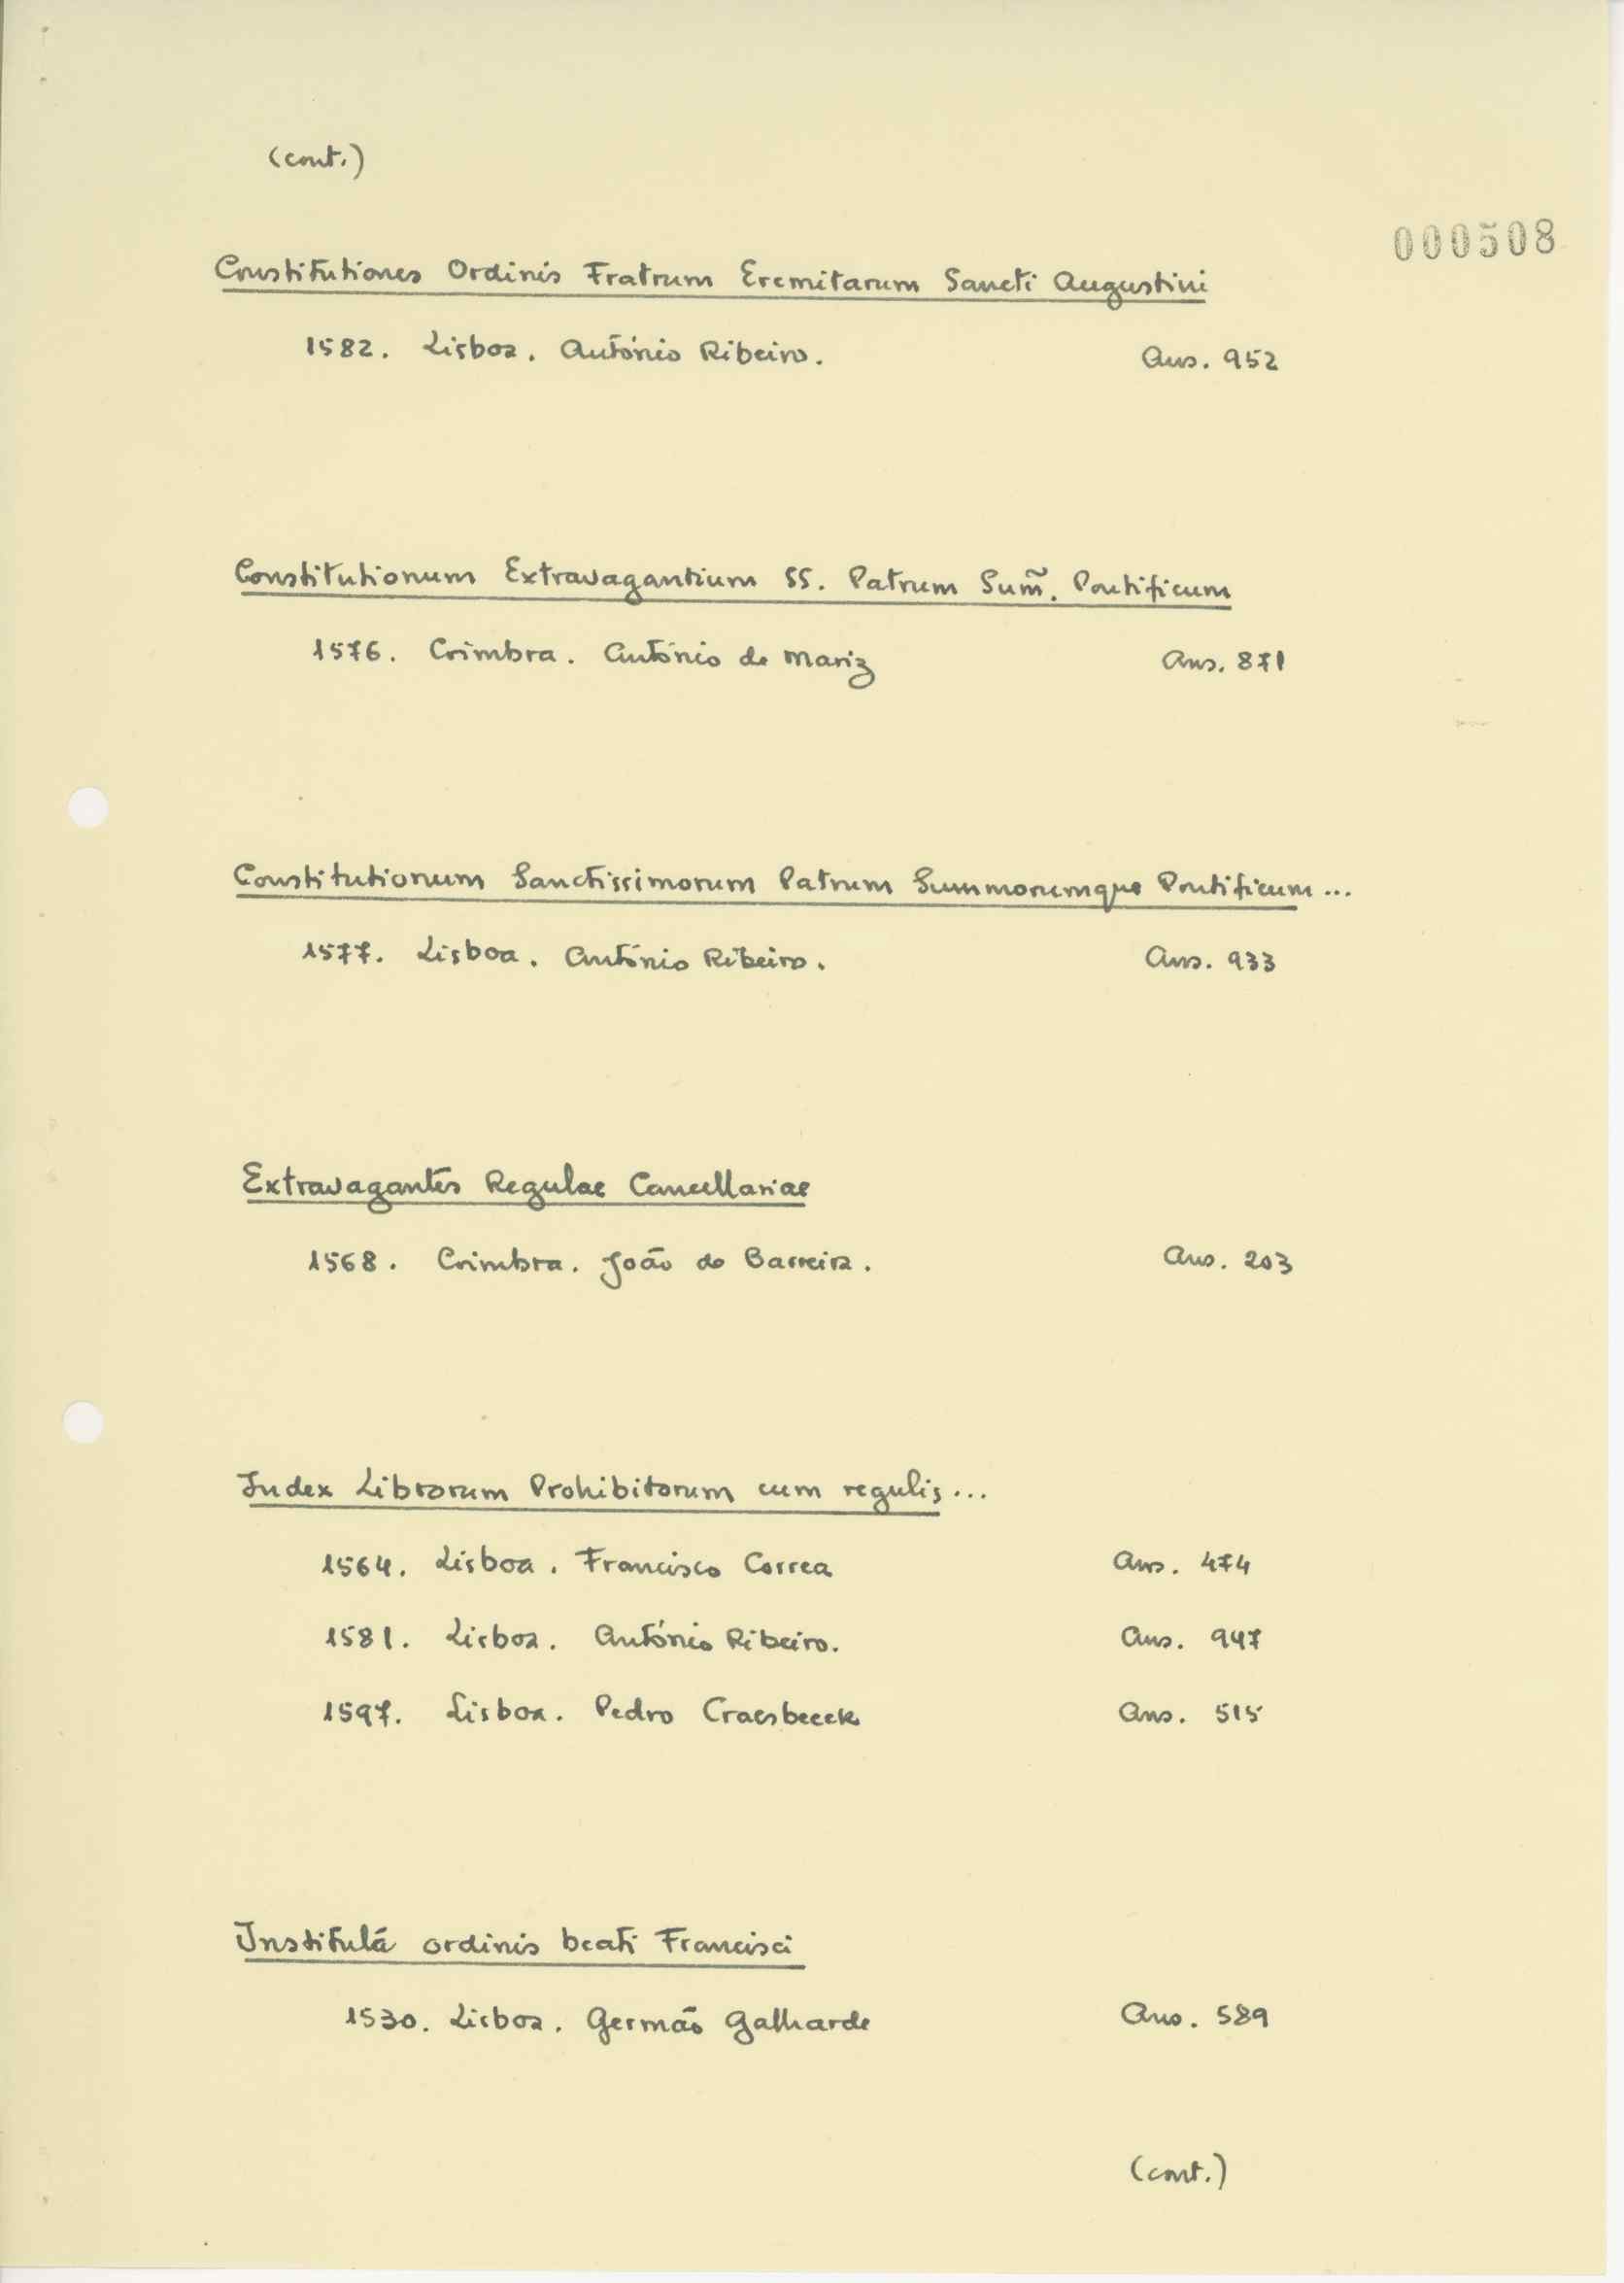 (cont.)
000508
Constitutiones Ordinis Fratrum Eremitarum Sancti Augustini
1582. Lisboa. António Ribeiro. Ans. 952
Constitutionum Extravagantium SS. Patrum Sum̃. Pontificum
1576. Coimbra. António de Mariz Ans. 871
Constitutionum Sanctissimorum Patrum Summorumque Pontificum...
1577. Lisboa. António Ribeiro. Ans. 933
Extravagantes Regulae Cancellariae
1568. Coimbra. João de Barreira. Ans. 203
Index Librorum Prohibitorum cum regulis...
1564. Lisboa. Francisco Correa Ans. 474
1581. Lisboa. António Ribeiro. Ans. 947
1597. Lisboa. Pedro Craesbeeck Ans. 515
Institulã ordinis beati Francisci
1530. Lisboa. Germão Galharde Ans. 589
(cont.)